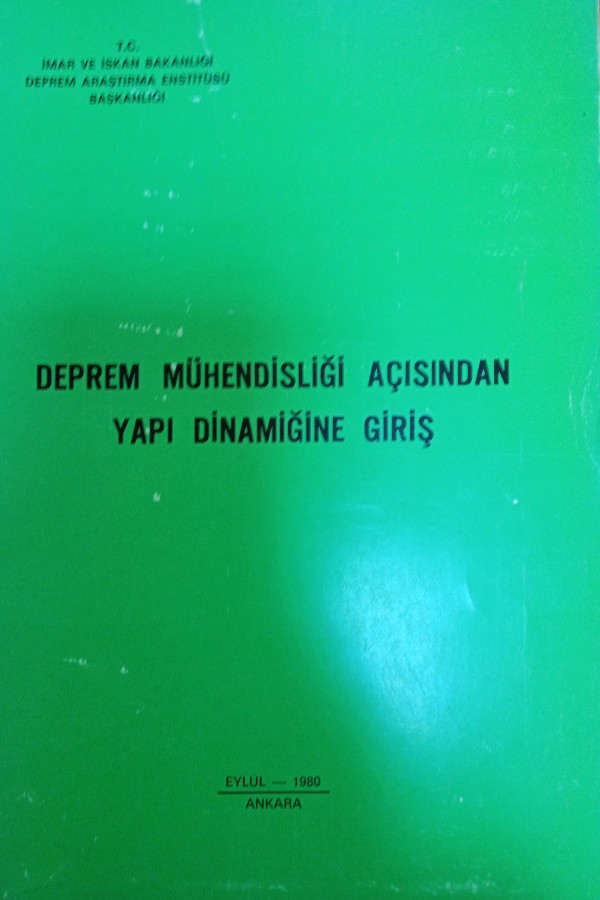 T.C.
İMAR VE İSKAN BAKANLIĞI
DEPREM ARAŞTIRMA ENSTİTÜSÜ
BAŞKANLIĞI
DEPREM MÜHENDİSLİĞİ AÇISINDAN
YAPI DİNAMİĞİNE GİRİŞ
EYLUL — 1980
ANKARA